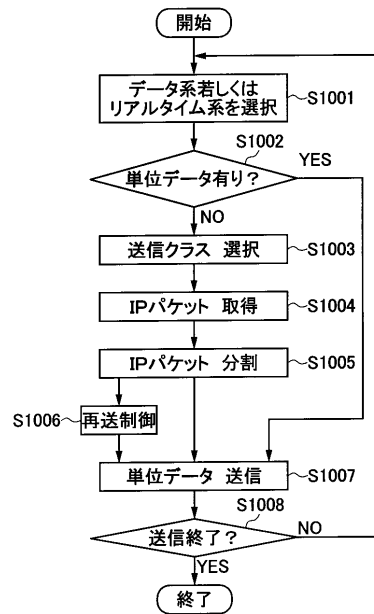 開始
データ系若しくは
リアルタイム系を選択
S1001
S1002
単位データ有り？
YES
NO
送信クラス 選択
S1003
IPパケット 取得
S1004
IPパケット 分割
S1005
S1006
再送制御
単位データ 送信
S1007
S1008
送信終了？
NO
YES
終了